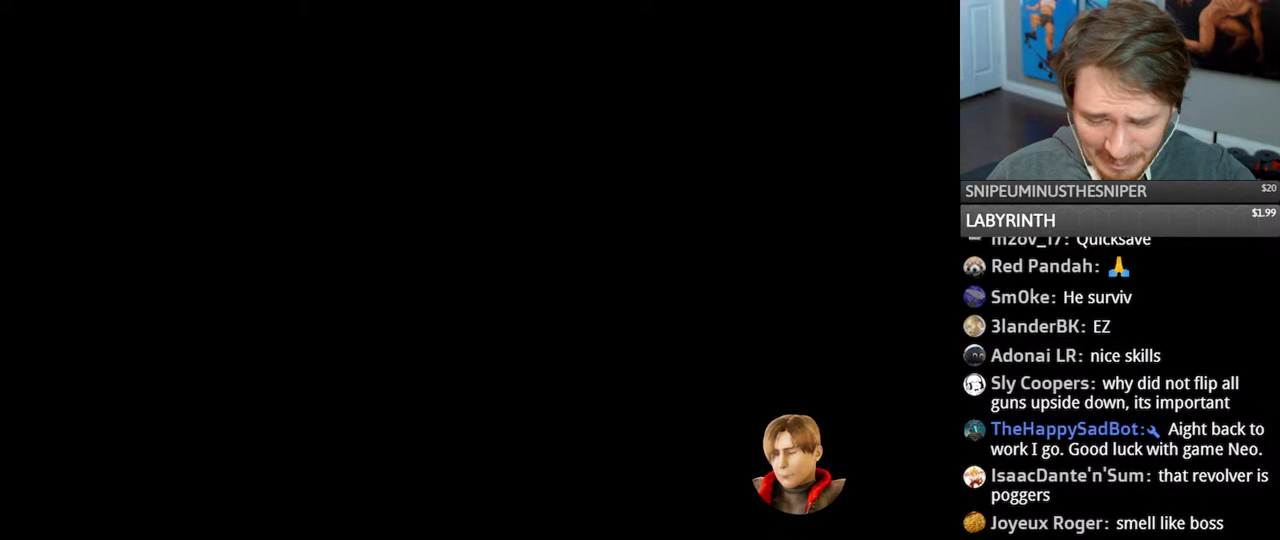 SNIPEUMINUSTHESNIPER $20
LABYRINTH $1.99
mzov_17: Quicksave
Red Pandah: 🙏
Sm0ke: He surviv
3landerBK: EZ
Adonai LR: nice skills
Sly Coopers: why did not flip all
guns upside down, its important
TheHappySadBot: Aight back to
work I go. Good luck with game Neo.
IsaacDante'n'Sum: that revolver is
poggers
Joyeux Roger: smell like boss